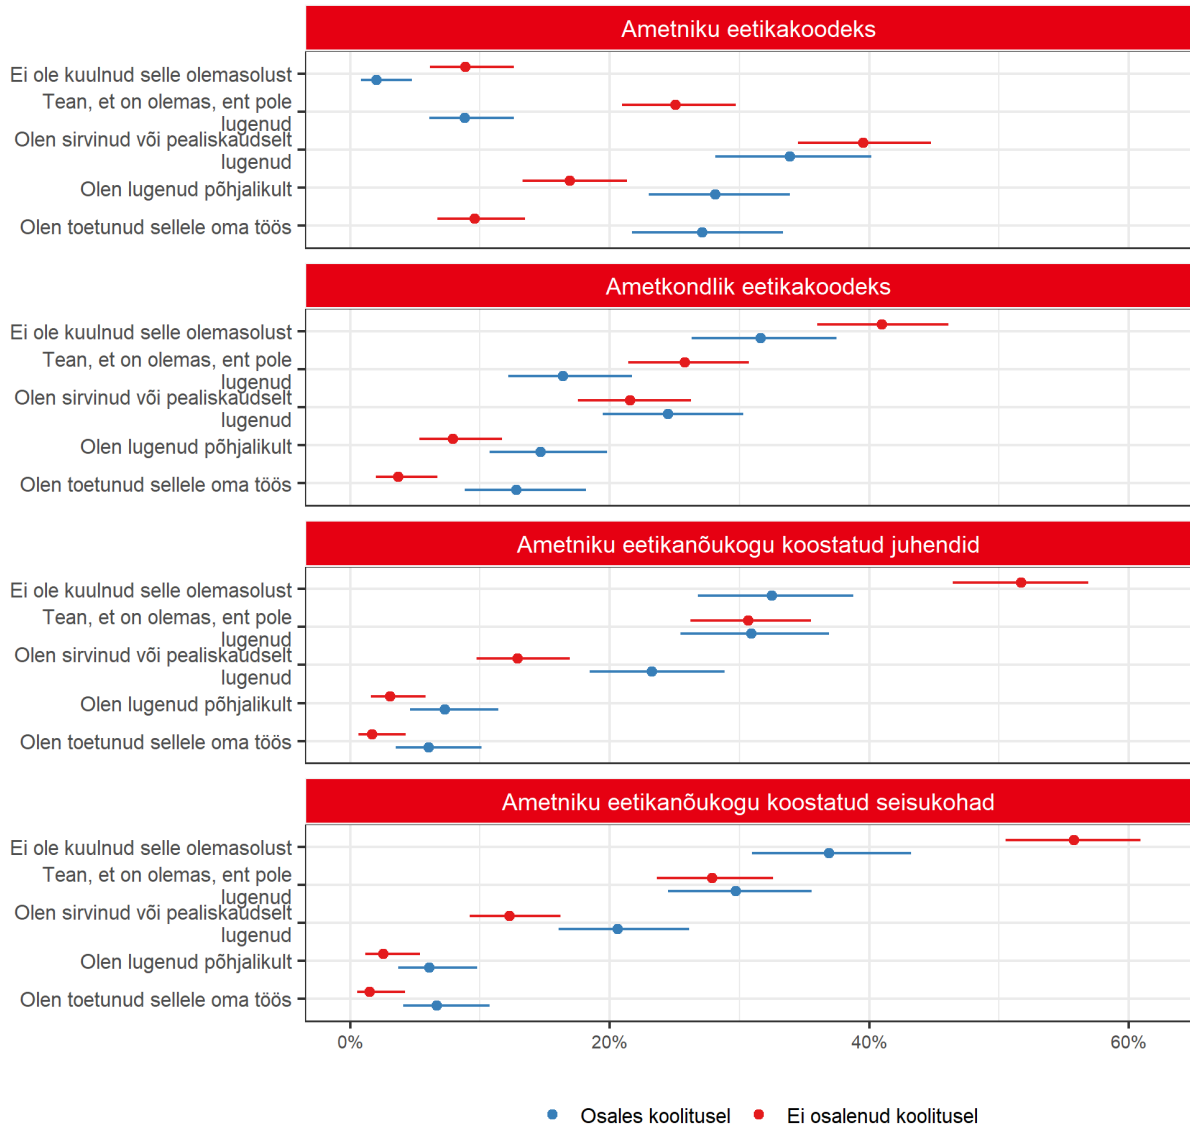 Ametniku eetikakoodeks
Ei ole kuulnud selle olemasolust
Tean, et on olemas, ent pole
lugenud
Olen sirvinud või pealiskaudselt
lugenud
Olen lugenud põhjalikult
Olen toetunud sellele oma töös
Ametkondlik eetikakoodeks
Ei ole kuulnud selle olemasolust
Tean, et on olemas, ent pole
lugenud
Olen sirvinud või pealiskaudselt
lugenud
Olen lugenud põhjalikult
Olen toetunud sellele oma töös
Ametniku eetikanõukogu koostatud juhendid
Ei ole kuulnud selle olemasolust
Tean, et on olemas, ent pole
lugenud
Olen sirvinud või pealiskaudselt
lugenud
Olen lugenud põhjalikult
Olen toetunud sellele oma töös
Ametniku eetikanõukogu koostatud seisukohad
Ei ole kuulnud selle olemasolust
Tean, et on olemas, ent pole
lugenud
Olen sirvinud või pealiskaudselt
lugenud
Olen lugenud põhjalikult
Olen toetunud sellele oma töös
0% 20% 40% 60%
Osales koolitusel Ei osalenud koolitusel